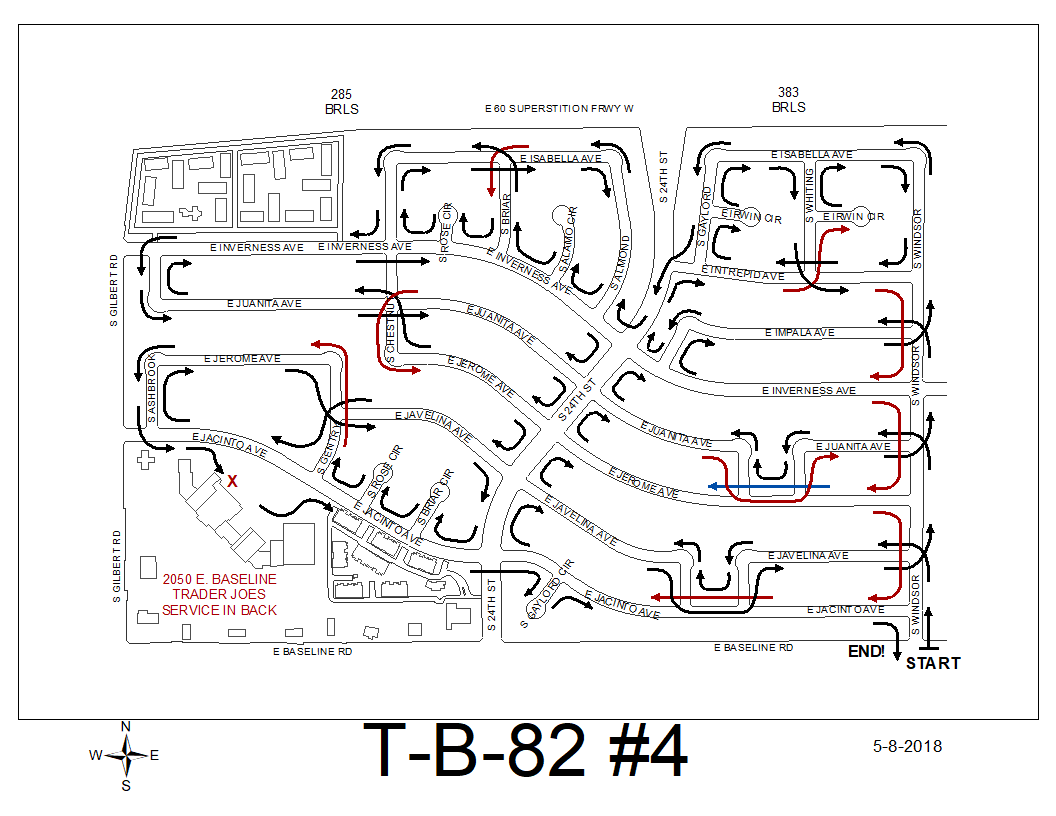 285
BRLS
383
BRLS
E 60 SUPERSTITION FRWY W
E ISABELLA AVE
E ISABELLA AVE
S 24TH ST
S GAYLORD
S WHITING
E IRWIN CIR
E IRWIN CIR
S WINDSOR
S ROSE CIR
S BRIAR
S ALAMO CIR
S ALMOND
E INVERNESS AVE
E INVERNESS AVE
E INVERNESS AVE
E INTREPID AVE
S GILBERT RD
E JUANITA AVE
E JUANITA AVE
S CHESTNUT
E IMPALA AVE
S WINDSOR
E JEROME AVE
E JEROME AVE
S ASHBROOK
S 24TH ST
E INVERNESS AVE
E JACINTO AVE
S GENTRY
E JAVELINA AVE
E JUANITA AVE
E JUANITA AVE
S ROSE CIR
S BRIAR CIR
E JEROME AVE
X
E JACINTO AVE
E JAVELINA AVE
E JAVELINA AVE
S GILBERT RD
2050 E. BASELINE
TRADER JOES
SERVICE IN BACK
S 24TH ST
S GAYLORD CIR
E JACINTO AVE
E JACINTO AVE
S WINDSOR
E BASELINE RD
E BASELINE RD
END!
START
N
W E
S
T-B-82 #4
5-8-2018